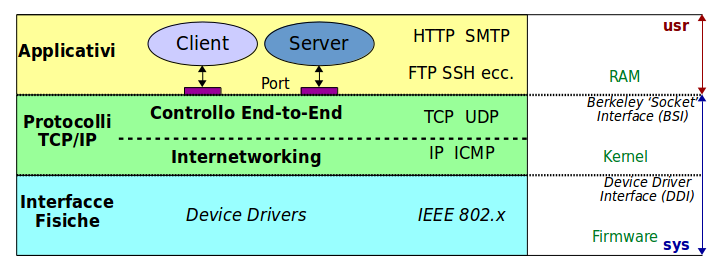 Applicativi
Client
Server
HTTP SMTP
FTP SSH ecc.
Port
usr
RAM
Protocolli
TCP/IP
Controllo End-to-End
TCP UDP
Internetworking
IP ICMP
Berkeley ‘Socket’
Interface (BSI)
Kernel
Interfacce
Fisiche
Device Drivers
IEEE 802.x
Device Driver
Interface (DDI)
Firmware
sys